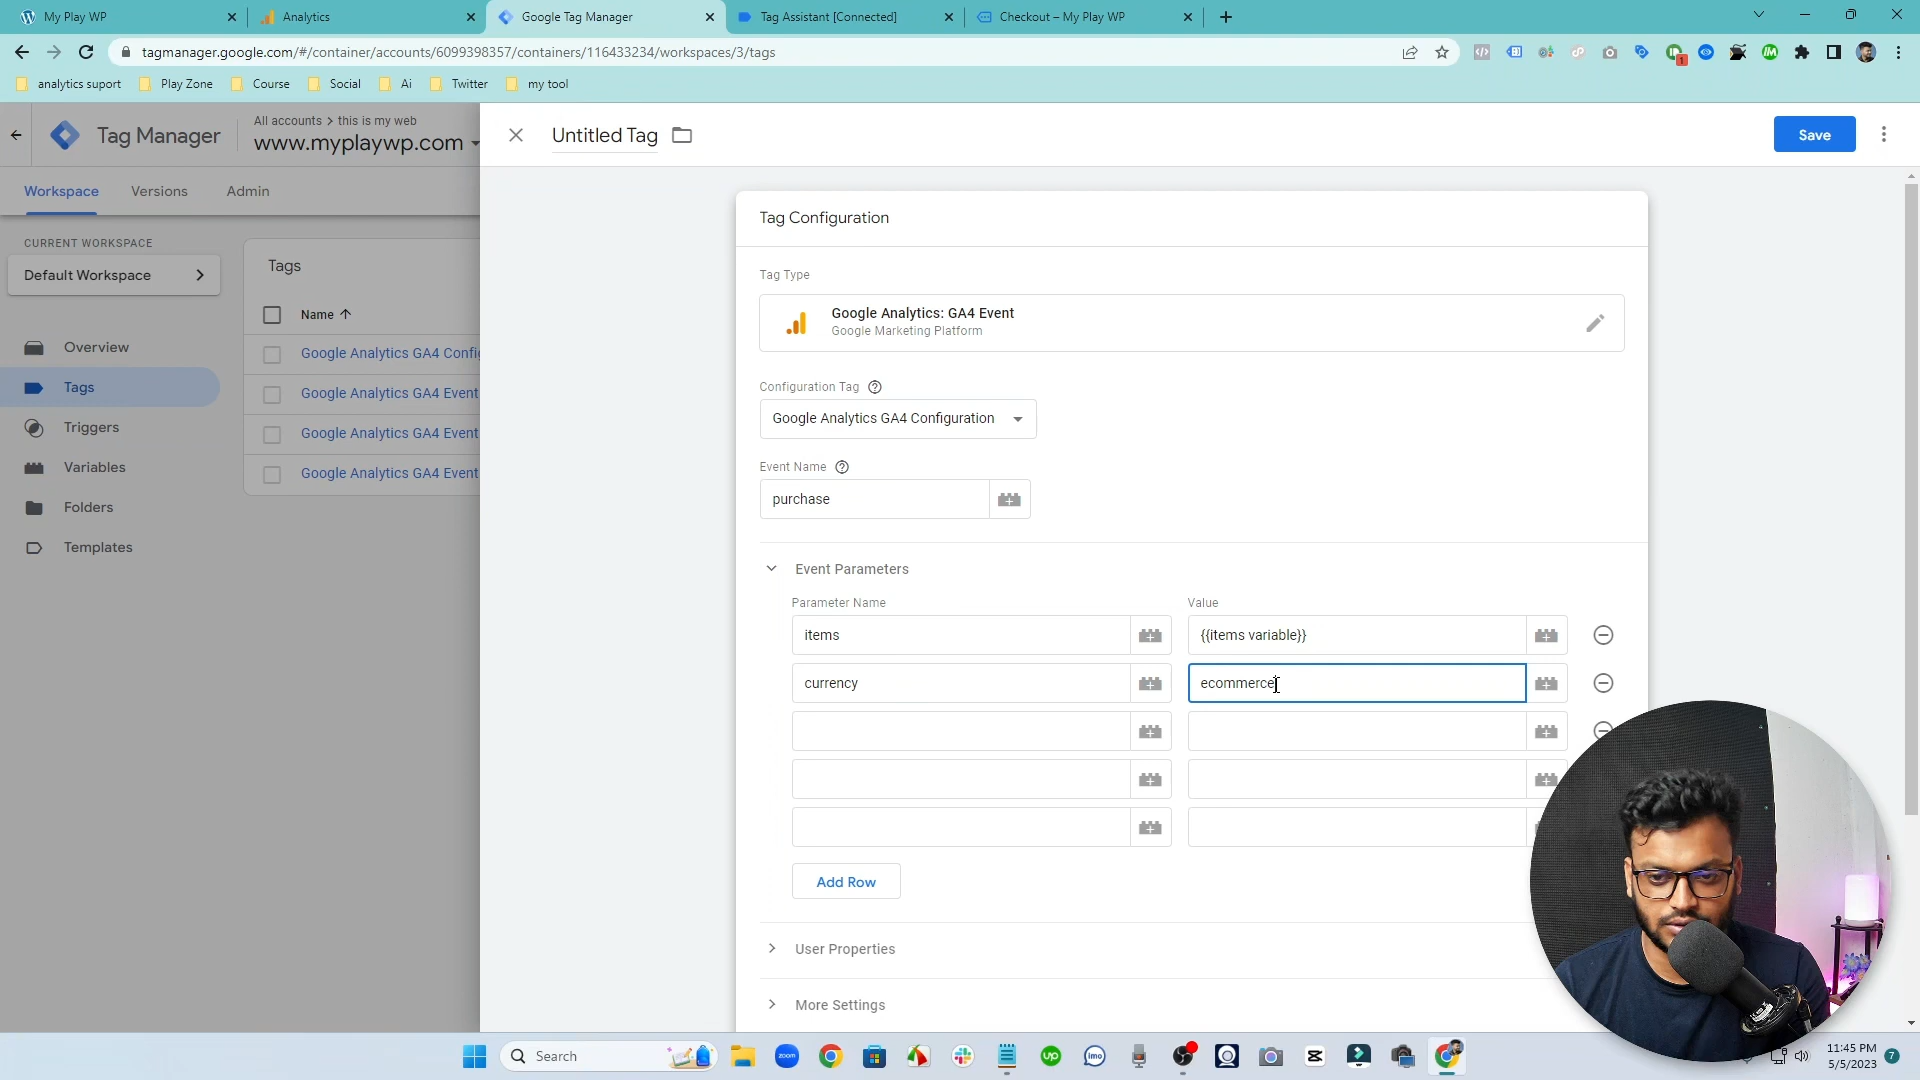 My Play WP
Analytics
Google Tag Manager
Tag Assistant [Connected]
Checkout – My Play WP
tagmanager.google.com/#/container/accounts/6099398357/containers/116433234/workspaces/3/tags
1
analytics suport
Play Zone
Course
Social
Ai
Twitter
my tool
Tag Manager
All accounts > this is my web
www.myplaywp.com
Untitled Tag
Save
Workspace
Versions
Admin
CURRENT WORKSPACE
Default Workspace
Overview
Tags
Triggers
Variables
Folders
Templates
Tags
Name
Google Analytics GA4 Confi
Google Analytics GA4 Event
Google Analytics GA4 Event
Google Analytics GA4 Event
Tag Configuration
Tag Type
Google Analytics: GA4 Event
Google Marketing Platform
Configuration Tag
Google Analytics GA4 Configuration
Event Name
purchase
Event Parameters
Parameter Name
Value
items
{{items variable}}
currency
ecommerce
Add Row
User Properties
More Settings
Search
zoom
up
imo
11:45 PM
5/5/2023
7